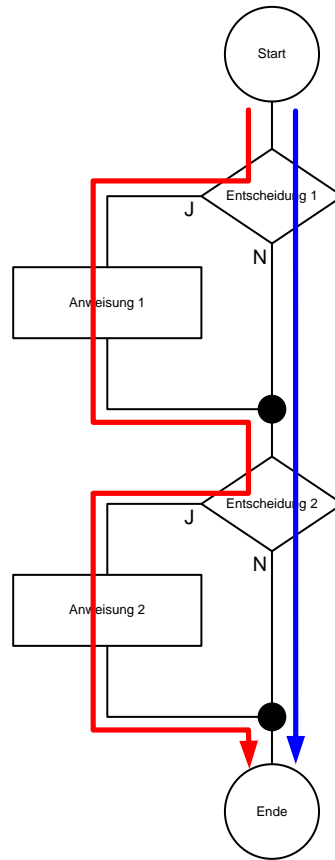 Start
Entscheidung 1
J
N
Anweisung 1
Entscheidung 2
J
N
Anweisung 2
Ende